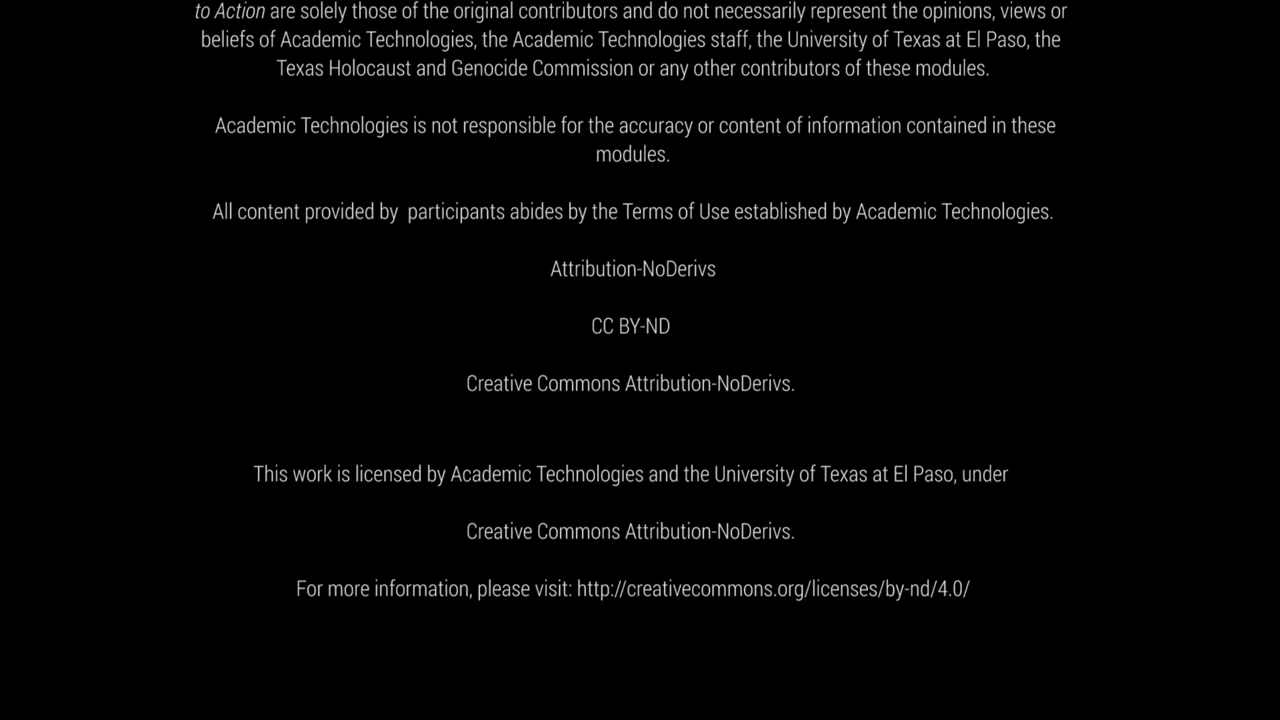 to Action are solely those of the original contributors and do not necessarily represent the opinions, views or
beliefs of Academic Technologies, the Academic Technologies staff, the University of Texas at El Paso, the
Texas Holocaust and Genocide Commission or any other contributors of these modules.
Academic Technologies is not responsible for the accuracy or content of information contained in these
modules.
All content provided by  participants abides by the Terms of Use established by Academic Technologies.
Attribution-NoDerivs
CC BY-ND
Creative Commons Attribution-NoDerivs.
This work is licensed by Academic Technologies and the University of Texas at El Paso, under
Creative Commons Attribution-NoDerivs.
For more information, please visit: http://creativecommons.org/licenses/by-nd/4.0/